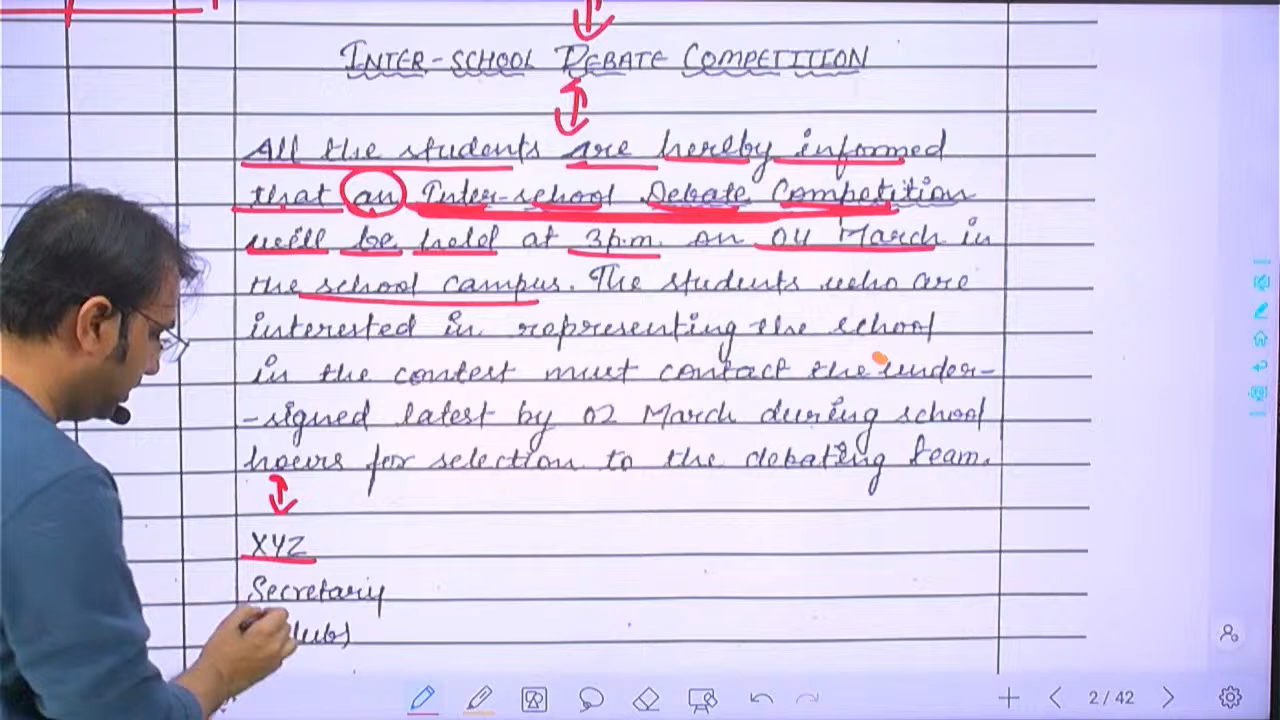 INTER-SCHOOL DEBATE COMPETITION
All the students are hereby informed
that an Inter-school Debate Competition
will be held at 3p.m. on 04 March in
the school campus. The students who are
interested in representing the school
in the contest must contact the under-
-signed latest by 02 March during school
hours for selection to the debating team.
XYZ
Secretary
2/42